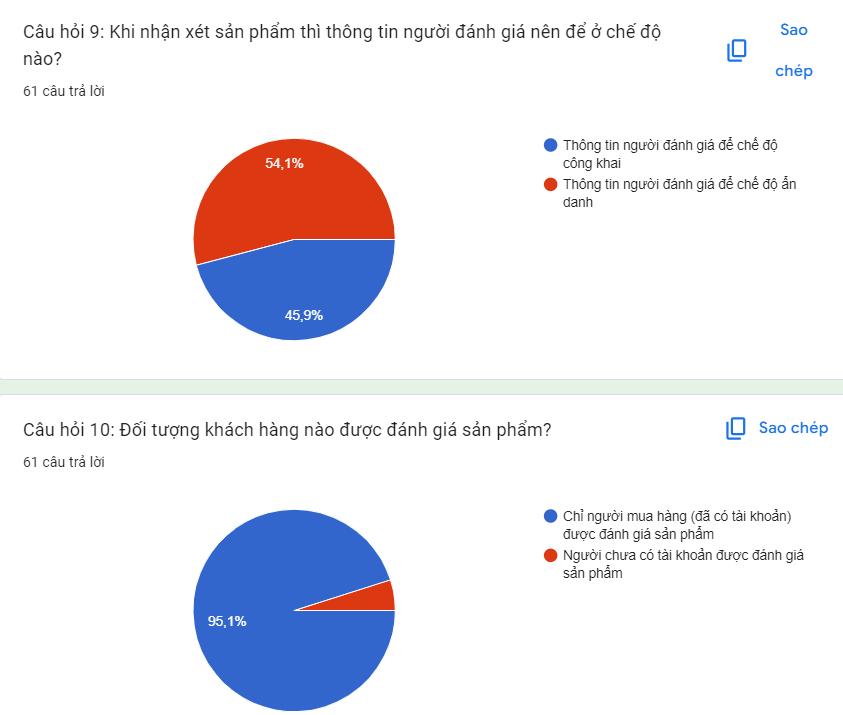 Câu hỏi 9: Khi nhận xét sản phẩm thì thông tin người đánh giá nên để ở chế độ
nào?
Sao
chép
61 câu trả lời
54,1%
45,9%
Thông tin người đánh giá để chế độ
công khai
Thông tin người đánh giá để chế độ ẩn
danh
Câu hỏi 10: Đối tượng khách hàng nào được đánh giá sản phẩm?
Sao chép
61 câu trả lời
95,1%
Chỉ người mua hàng (đã có tài khoản)
được đánh giá sản phẩm
Người chưa có tài khoản được đánh giá
sản phẩm